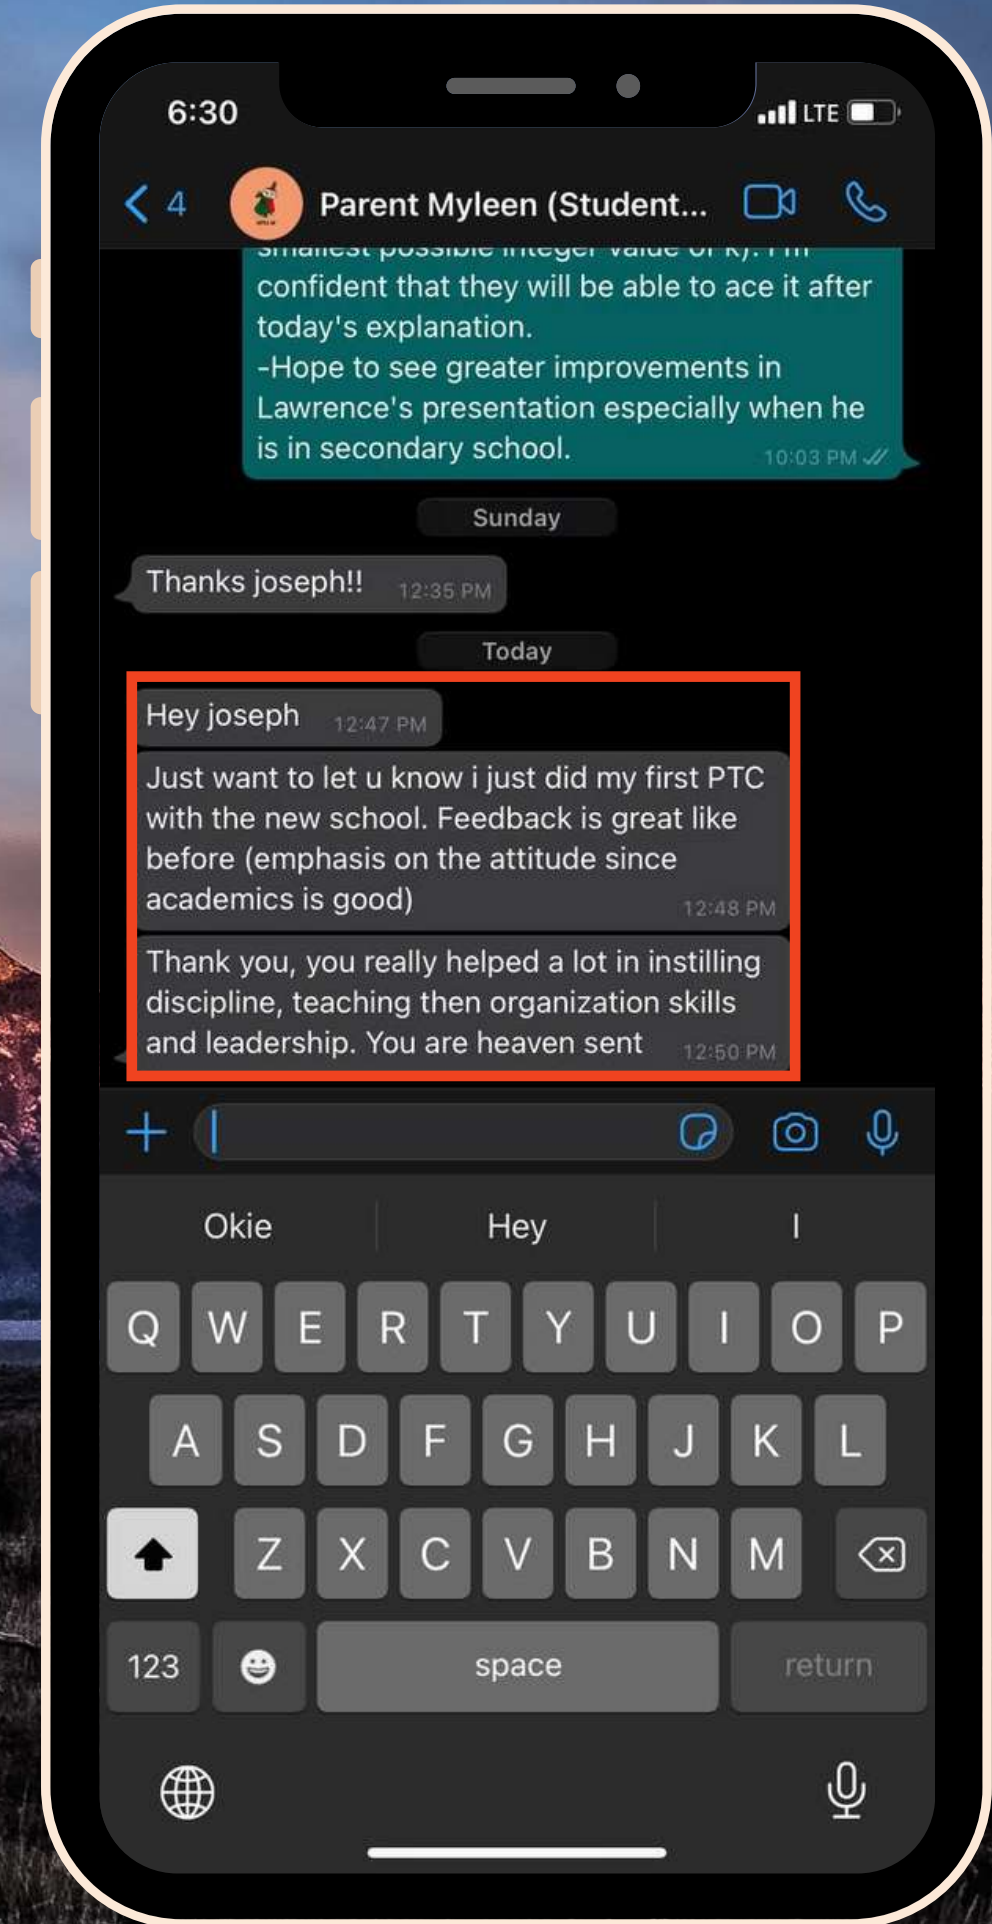 6:30
LTE
4
Parent Myleen (Student...
smallest possible integer value of k). I'm
confident that they will be able to ace it after
today's explanation.
-Hope to see greater improvements in
Lawrence's presentation especially when he
is in secondary school.
10:03 PM
Sunday
Thanks joseph!!
12:35 PM
Today
Hey joseph
12:47 PM
Just want to let u know i just did my first PTC
with the new school. Feedback is great like
before (emphasis on the attitude since
academics is good)
12:48 PM
Thank you, you really helped a lot in instilling
discipline, teaching then organization skills
and leadership. You are heaven sent
12:50 PM
Okie Hey I
Q W E R T Y U I O P
A S D F G H J K L
Z X C V B N M
123 space return